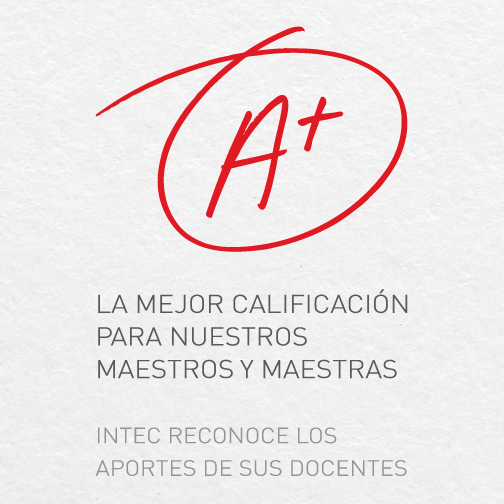 A+
LA MEJOR CALIFICACIÓN
PARA NUESTROS
MAESTROS Y MAESTRAS
INTEC RECONOCE LOS
APORTES DE SUS DOCENTES